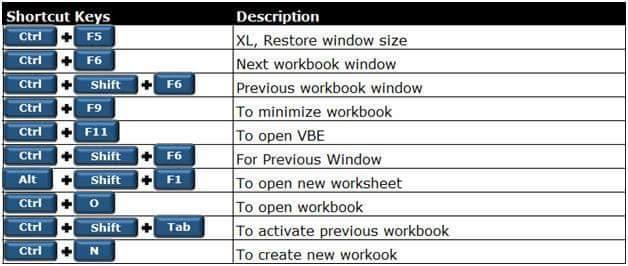 Shortcut Keys Description
Ctrl + F5 XL, Restore window size
Ctrl + F6 Next workbook window
Ctrl + Shift + F6 Previous workbook window
Ctrl + F9 To minimize workbook
Ctrl + F11 To open VBE
Ctrl + Shift + F6 For Previous Window
Alt + Shift + F1 To open new worksheet
Ctrl + O To open workbook
Ctrl + Shift + Tab To activate previous workbook
Ctrl + N To create new workook